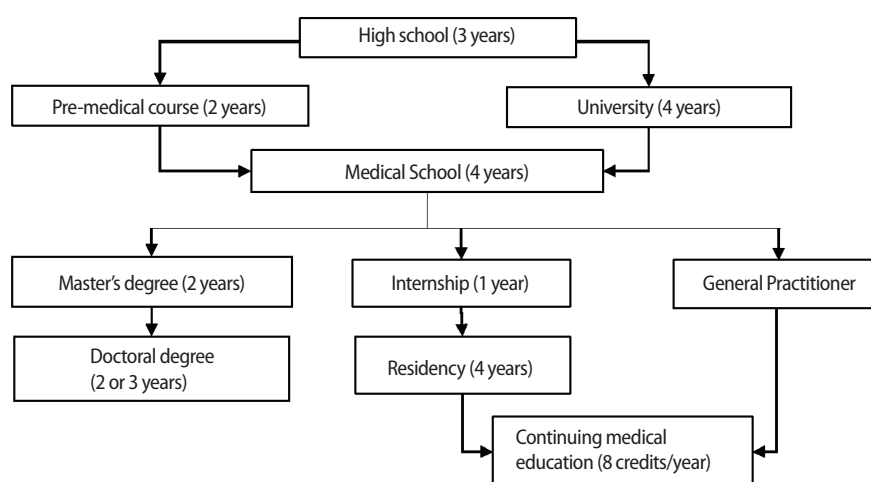 High school (3 years)
Pre-medical course (2 years)
University (4 years)
Medical School (4 years)
Master’s degree (2 years)
Internship (1 year)
General Practitioner
Doctoral degree
(2 or 3 years)
Residency (4 years)
Continuing medical
education (8 credits/year)